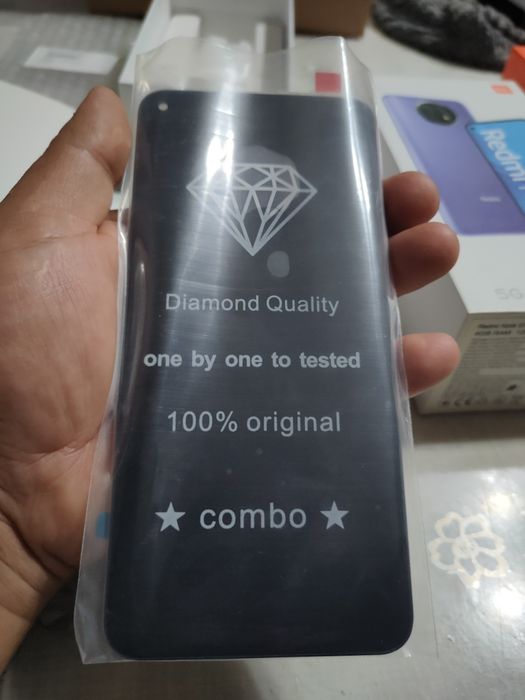 Diamond Quality
one by one to tested
100% original
★ combo ★
Redmi
5G